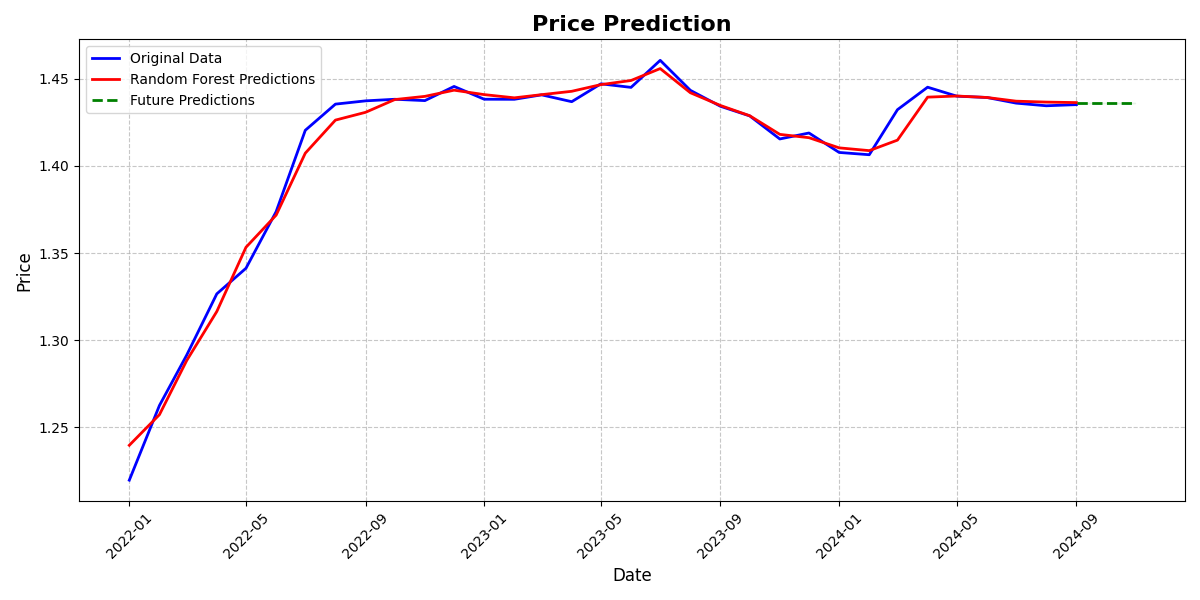 Price Prediction
Original Data
Random Forest Predictions
Future Predictions
Price
1.45
1.40
1.35
1.30
1.25
2022-01
2022-05
2022-09
2023-01
2023-05
2023-09
2024-01
2024-05
2024-09
Date